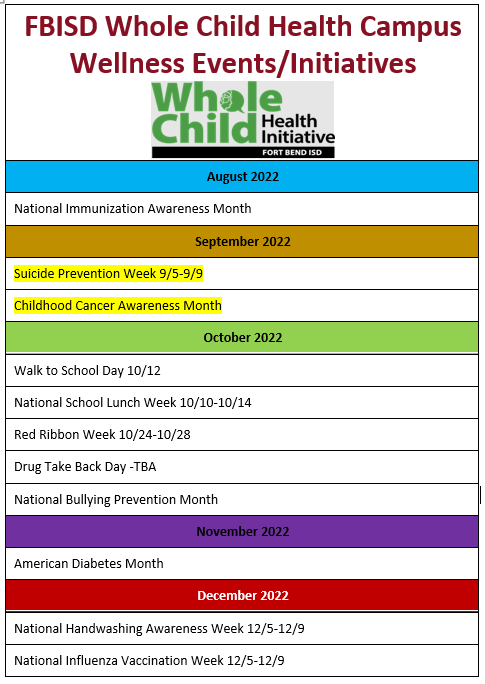 FBISD Whole Child Health Campus
Wellness Events/Initiatives
Whole
Child Health
Initiative
FORT BEND ISD
August 2022
National Immunization Awareness Month
September 2022
Suicide Prevention Week 9/5-9/9
Childhood Cancer Awareness Month
October 2022
Walk to School Day 10/12
National School Lunch Week 10/10-10/14
Red Ribbon Week 10/24-10/28
Drug Take Back Day -TBA
National Bullying Prevention Month
November 2022
American Diabetes Month
December 2022
National Handwashing Awareness Week 12/5-12/9
National Influenza Vaccination Week 12/5-12/9